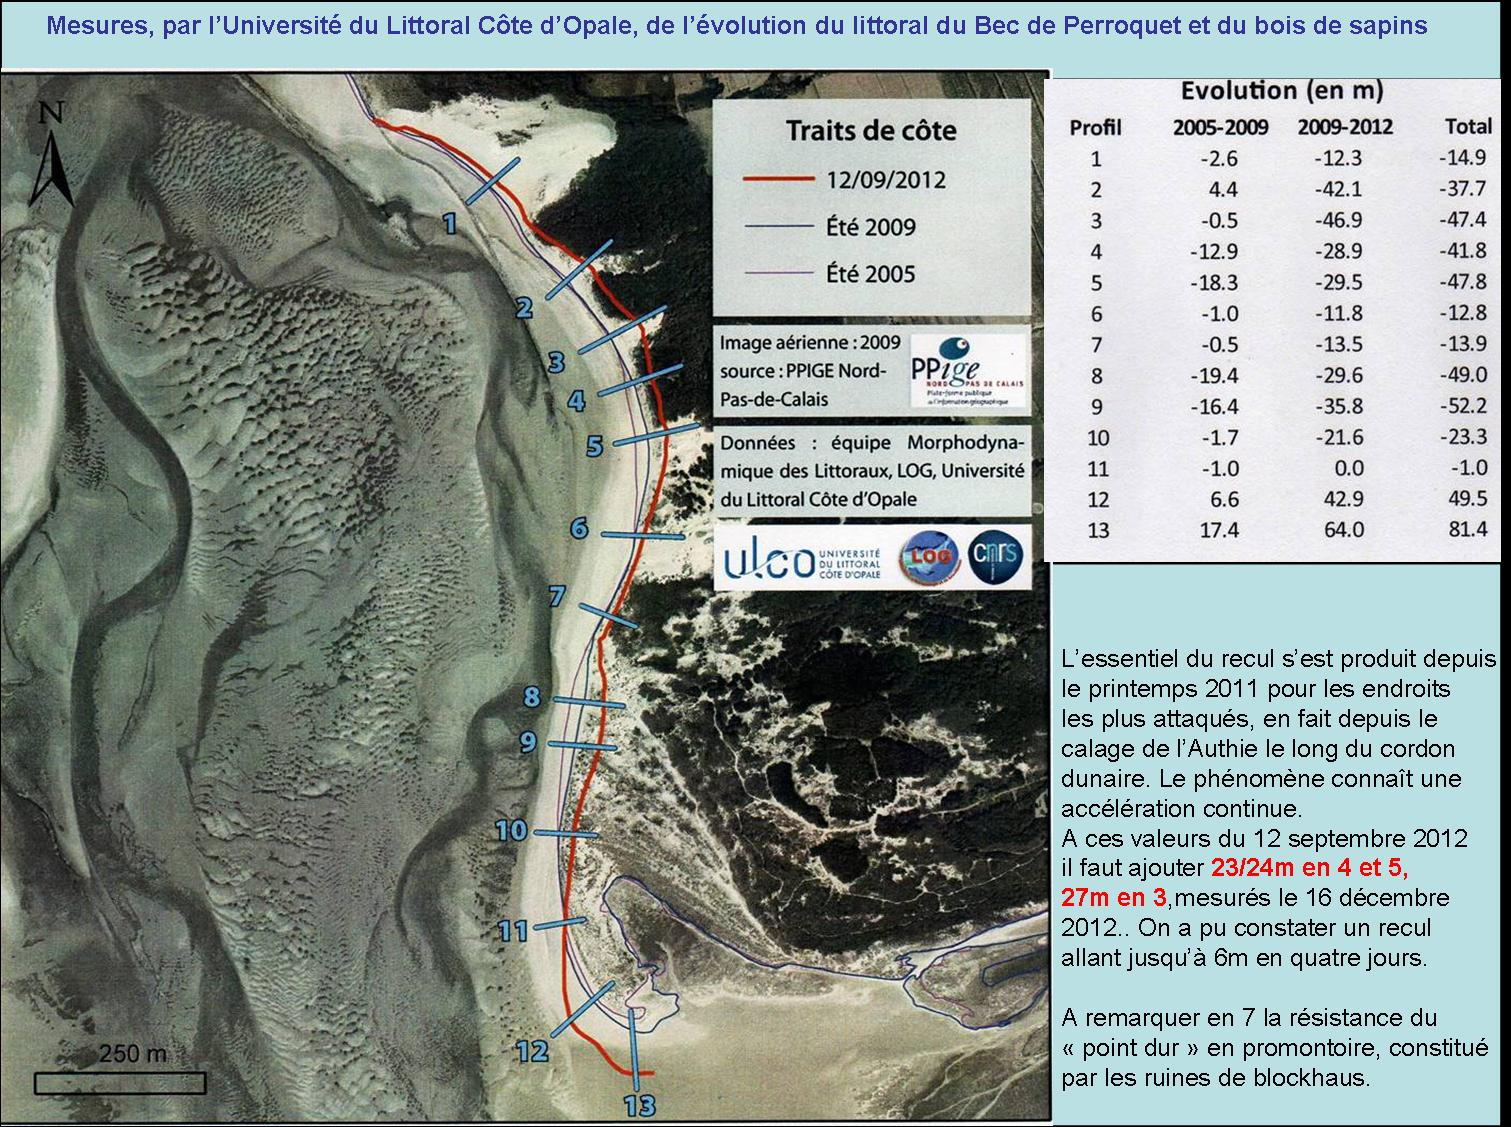 Mesures, par l’Université du Littoral Côte d’Opale, de l’évolution du littoral du Bec de Perroquet et du bois de sapins
N
Traits de côte
12/09/2012
Été 2009
Été 2005
Image aérienne : 2009
source : PPIGE Nord-
Pas-de-Calais
PPige
NORD PAS DE CALAIS
Plate-forme publique
de l'information géographique
Données : équipe Morphodyna-
mique des Littoraux, LOG, Université
du Littoral Côte d’Opale
ulco
UNIVERSITÉ
DU LITTORAL
CÔTE D'OPALE
LOG
cnrs
1
2
3
4
5
6
7
8
9
10
11
12
13
250 m
Evolution (en m)
Profil 2005-2009 2009-2012 Total
1 -2.6 -12.3 -14.9
2 4.4 -42.1 -37.7
3 -0.5 -46.9 -47.4
4 -12.9 -28.9 -41.8
5 -18.3 -29.5 -47.8
6 -1.0 -11.8 -12.8
7 -0.5 -13.5 -13.9
8 -19.4 -29.6 -49.0
9 -16.4 -35.8 -52.2
10 -1.7 -21.6 -23.3
11 -1.0 0.0 -1.0
12 6.6 42.9 49.5
13 17.4 64.0 81.4
L’essentiel du recul s’est produit depuis
le printemps 2011 pour les endroits
les plus attaqués, en fait depuis le
calage de l’Authie le long du cordon
dunaire. Le phénomène connaît une
accélération continue.
A ces valeurs du 12 septembre 2012
il faut ajouter 23/24m en 4 et 5,
27m en 3,mesurés le 16 décembre
2012.. On a pu constater un recul
allant jusqu’à 6m en quatre jours.
A remarquer en 7 la résistance du
« point dur » en promontoire, constitué
par les ruines de blockhaus.